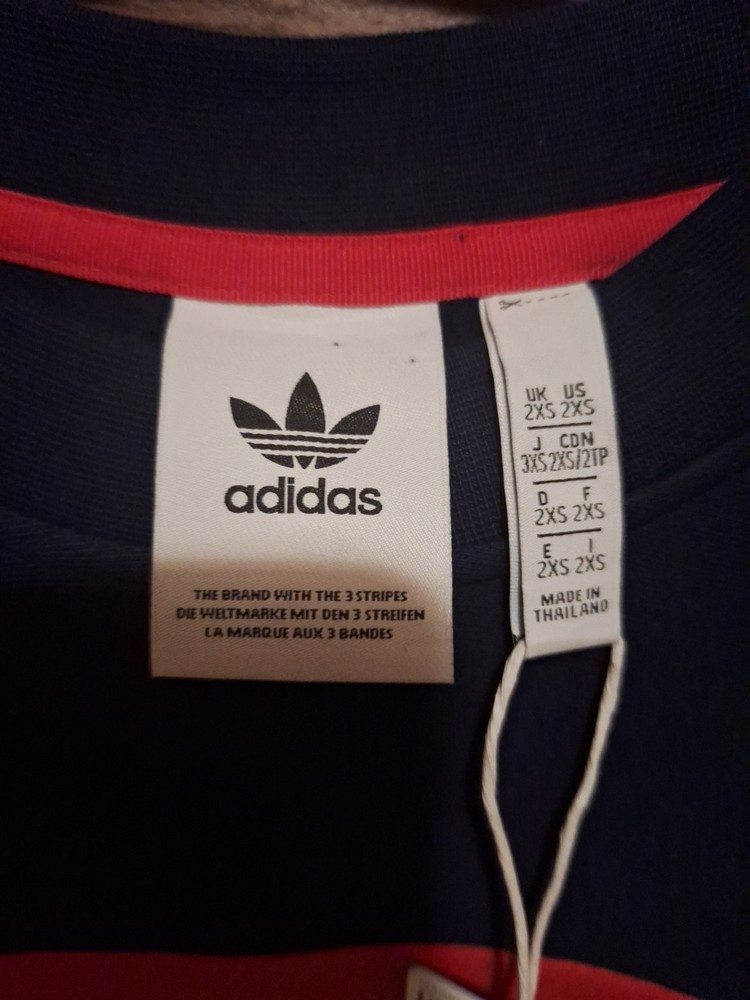 adidas
THE BRAND WITH THE 3 STRIPES
DIE WELTMARKE MIT DEN 3 STREIFEN
LA MARQUE AUX 3 BANDES
UK US
2XS 2XS
J CDN
3XS 2XS/2TP
D F
2XS 2XS
E I
2XS 2XS
MADE IN
THAILAND